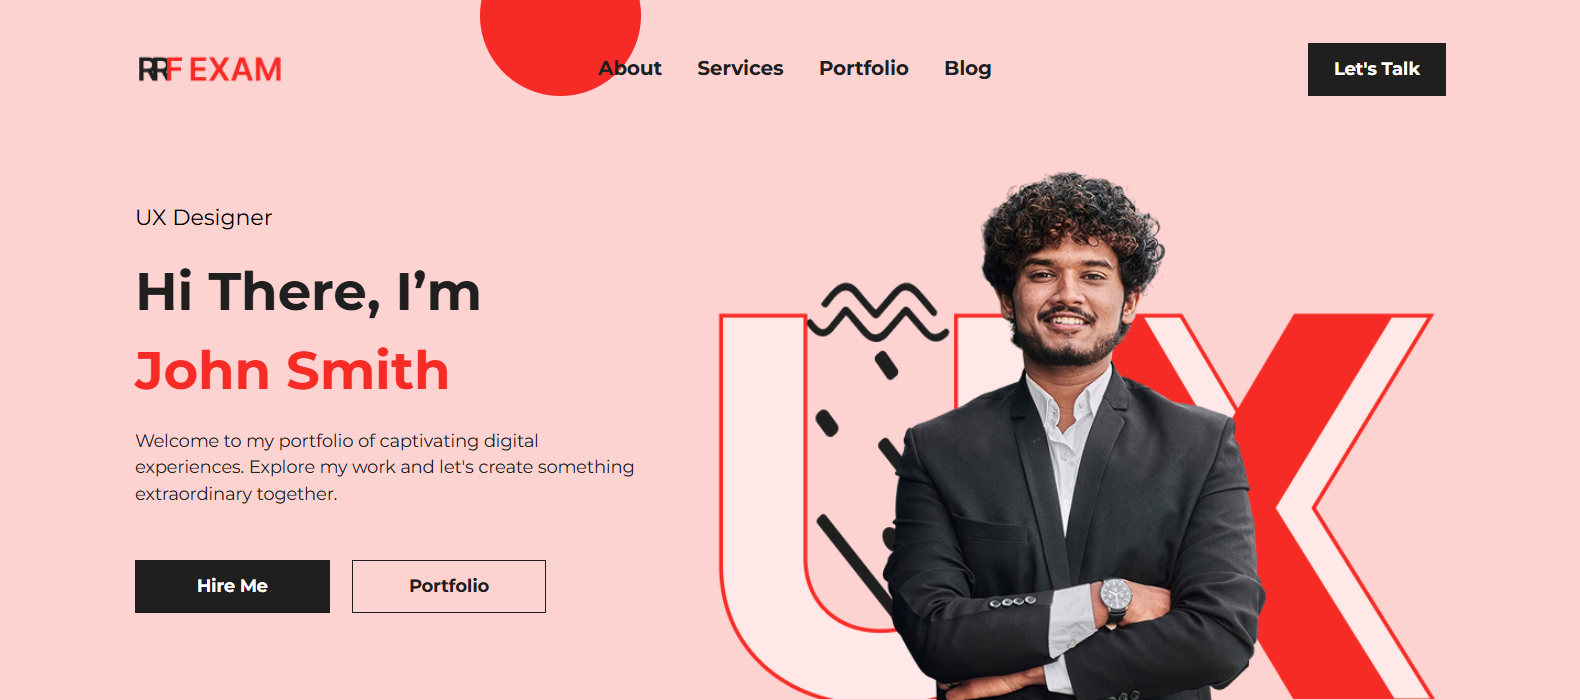 RRF EXAM
About Services Portfolio Blog
Let's Talk
UX Designer
Hi There, I’m
John Smith
Welcome to my portfolio of captivating digital
experiences. Explore my work and let's create something
extraordinary together.
Hire Me Portfolio
UX